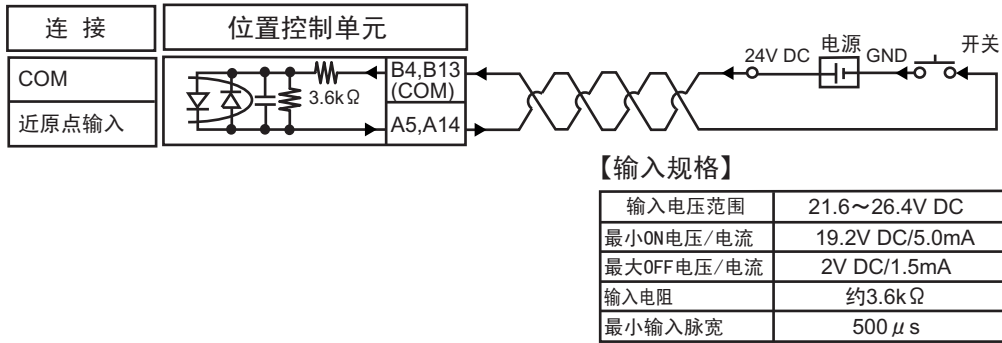 连 接
位置控制单元
COM
近原点输入
3.6kΩ
B4,B13
(COM)
A5,A14
24V DC
电源
GND
开关
【输入规格】
输入电压范围 21.6～26.4V DC
最小ON电压/电流 19.2V DC/5.0mA
最大OFF电压/电流 2V DC/1.5mA
输入电阻 约3.6kΩ
最小输入脉宽 500μs